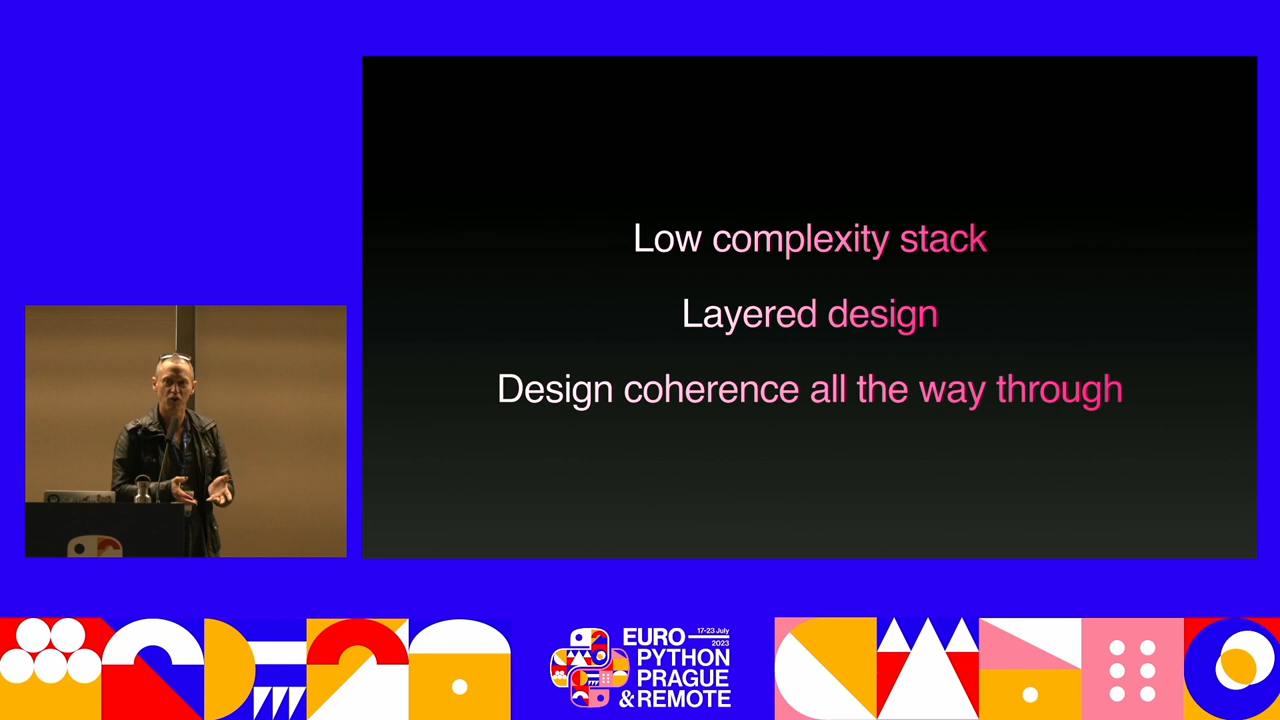 Low complexity stack
Layered design
Design coherence all the way through
EURO 17-23 July
2023
PYTHON
PRAGUE
& REMOTE